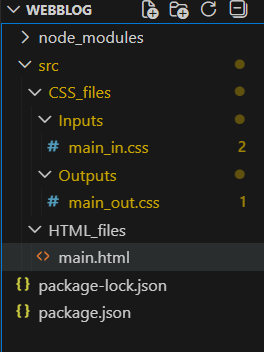 WEBBLOG
node_modules
src
CSS_files
Inputs
# main_in.css 2
Outputs
# main_out.css 1
HTML_files
<> main.html
{} package-lock.json
{} package.json